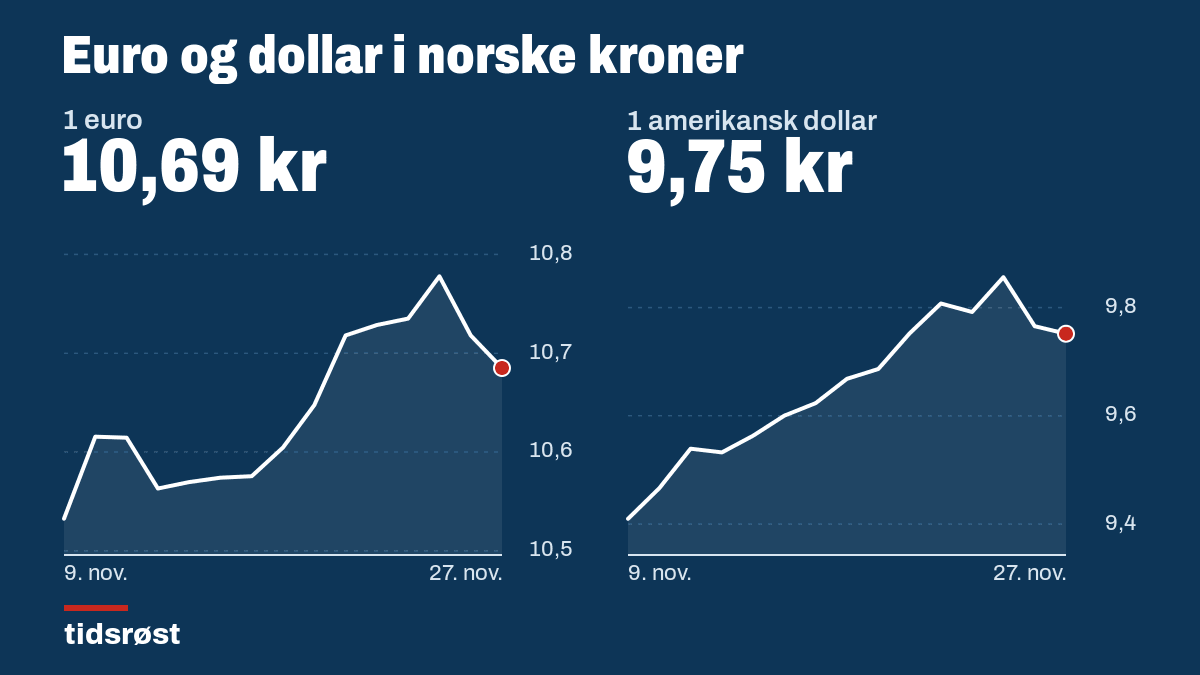 Euro og dollar i norske kroner
1 euro
10,69 kr
10,8
10,7
10,6
10,5
9. nov.
27. nov.
1 amerikansk dollar
9,75 kr
9,8
9,6
9,4
9. nov.
27. nov.
tidsrøst